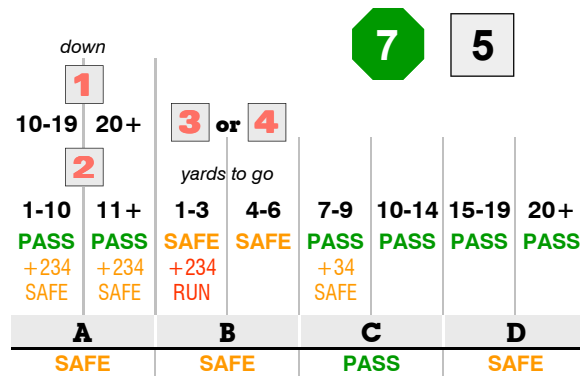 7 5
down
1
10-19 20+
3 or 4
2
yards to go
1-10 11+ 1-3 4-6 7-9 10-14 15-19 20+
PASS PASS SAFE SAFE PASS PASS PASS PASS
+234 +234 +234 +34
SAFE SAFE RUN SAFE
A B C D
SAFE SAFE PASS SAFE